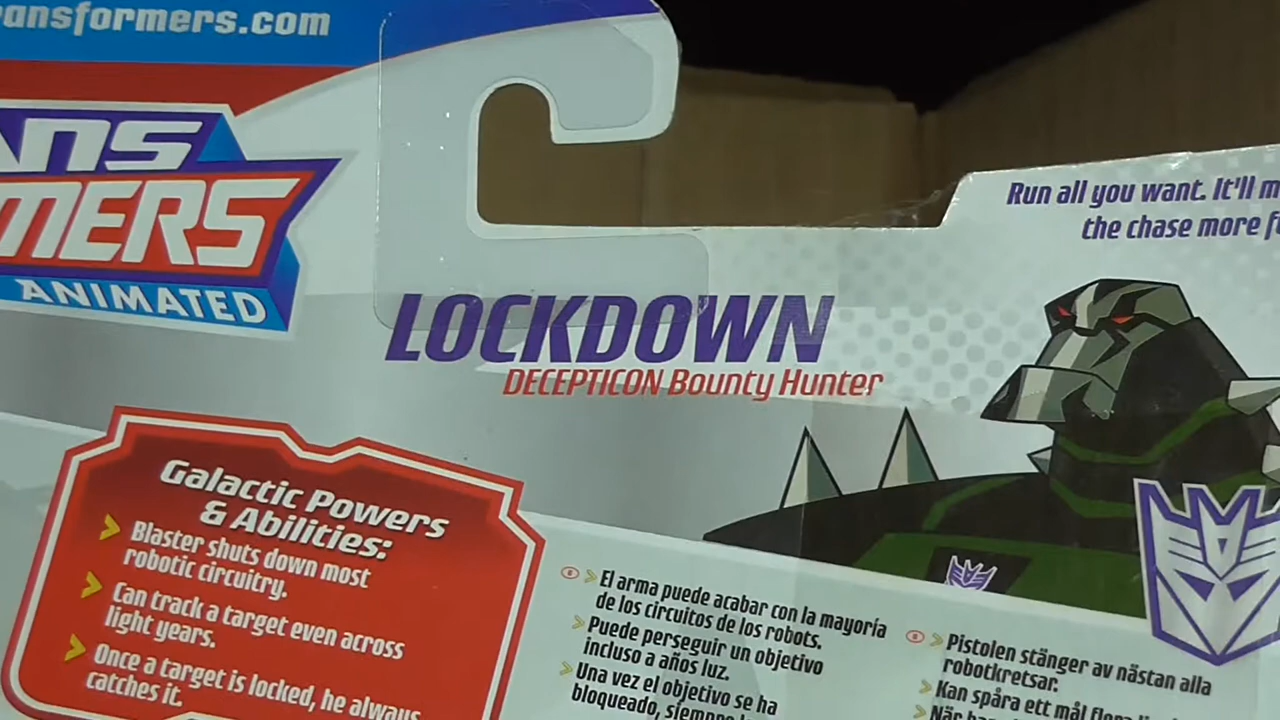 ansformers.com
ANS
MERS
ANIMATED
Run all you want. It'll m
the chase more f
LOCKDOWN
DECEPTICON Bounty Hunter
Galactic Powers
& Abilities:
Blaster shuts down most
robotic circuitry.
Can track a target even across
light years.
Once a target is locked, he always
catches it.
El arma puede acabar con la mayoría
de los circuitos de los robots.
Puede perseguir un objetivo
incluso a años luz.
Una vez el objetivo se ha
bloqueado, siempre
Pistolen stänger av nästan alla
robotkretsar.
Kan spåra ett mål flera
När han